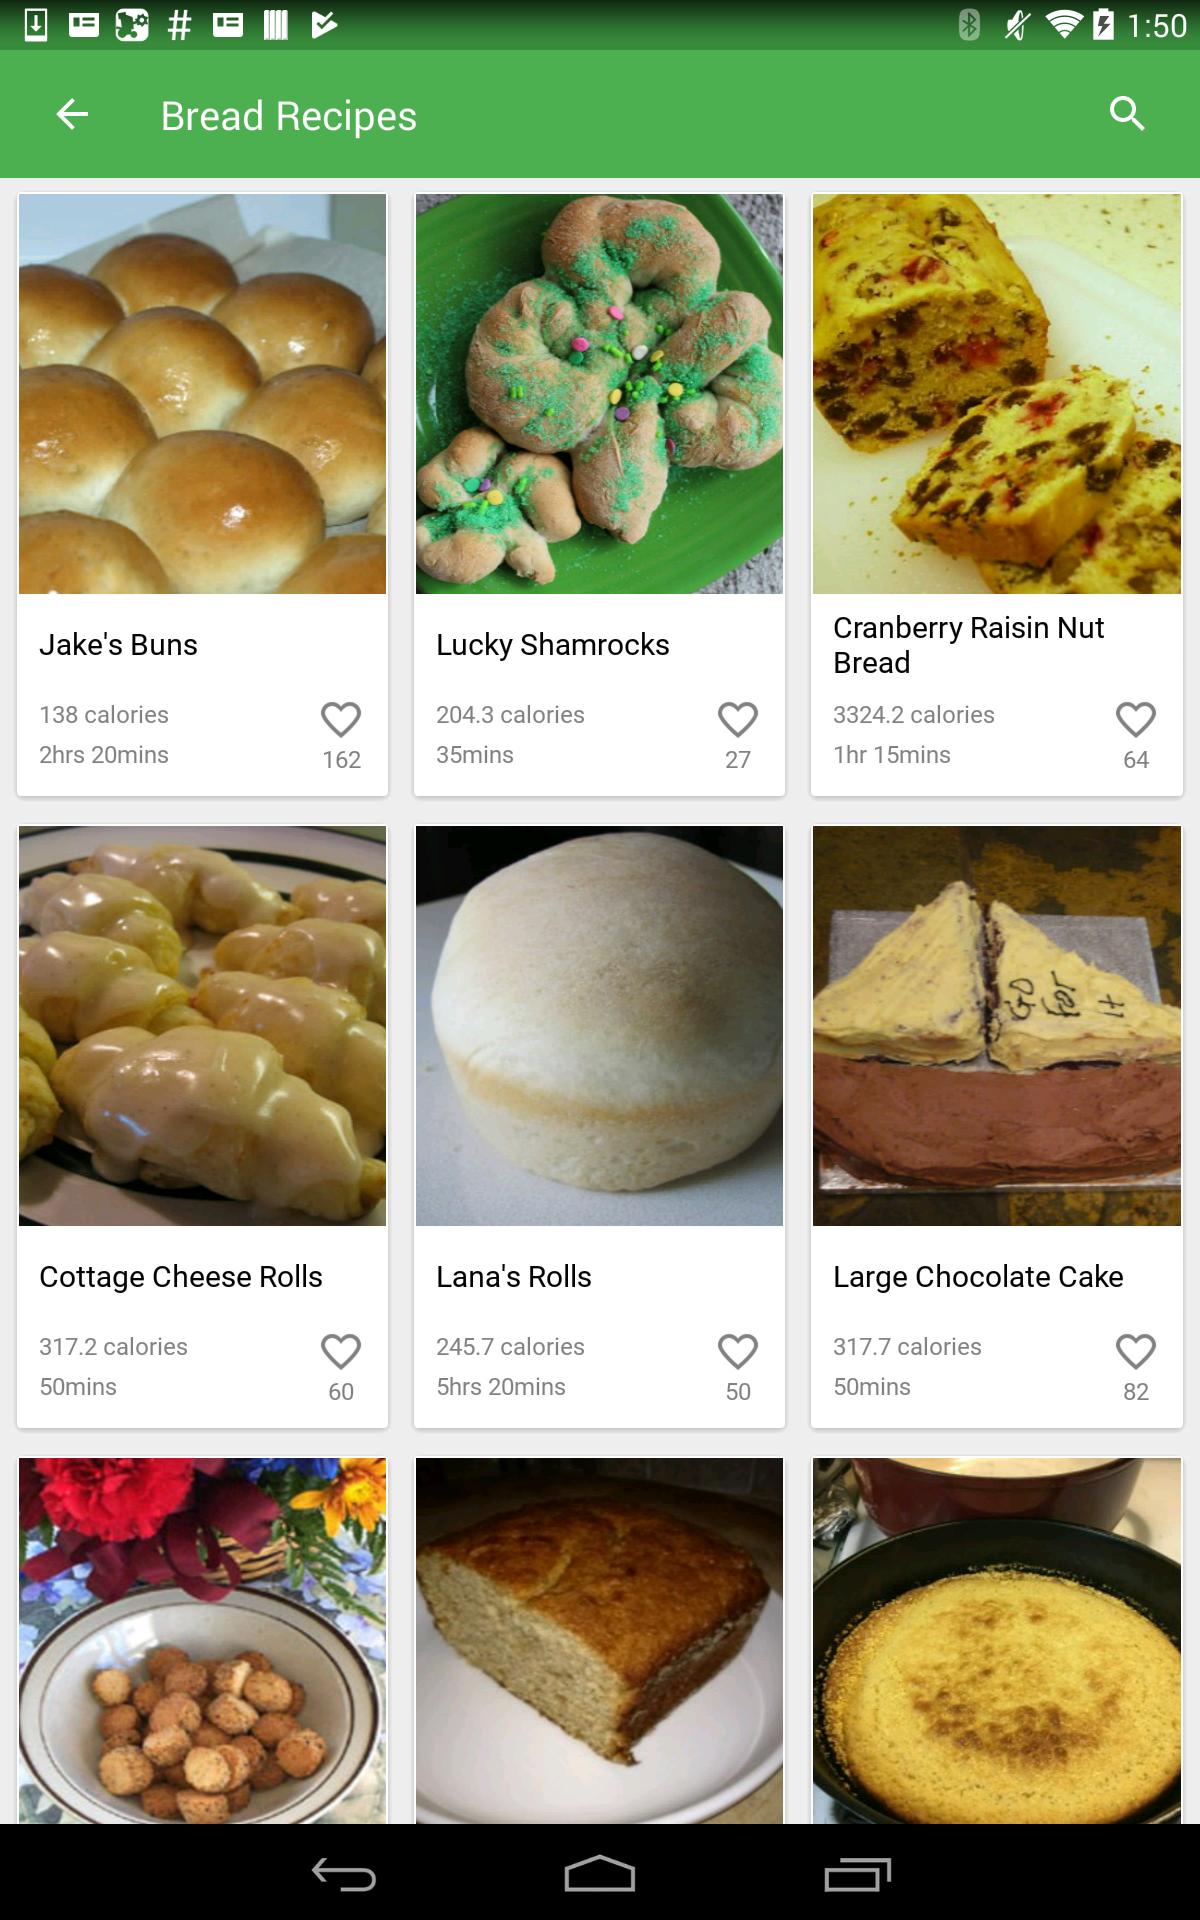 1:50
Bread Recipes
Jake's Buns
138 calories
2hrs 20mins
162
Lucky Shamrocks
204.3 calories
35mins
27
Cranberry Raisin Nut
Bread
3324.2 calories
1hr 15mins
64
GO
for
It
Cottage Cheese Rolls
317.2 calories
50mins
60
Lana's Rolls
245.7 calories
5hrs 20mins
50
Large Chocolate Cake
317.7 calories
50mins
82